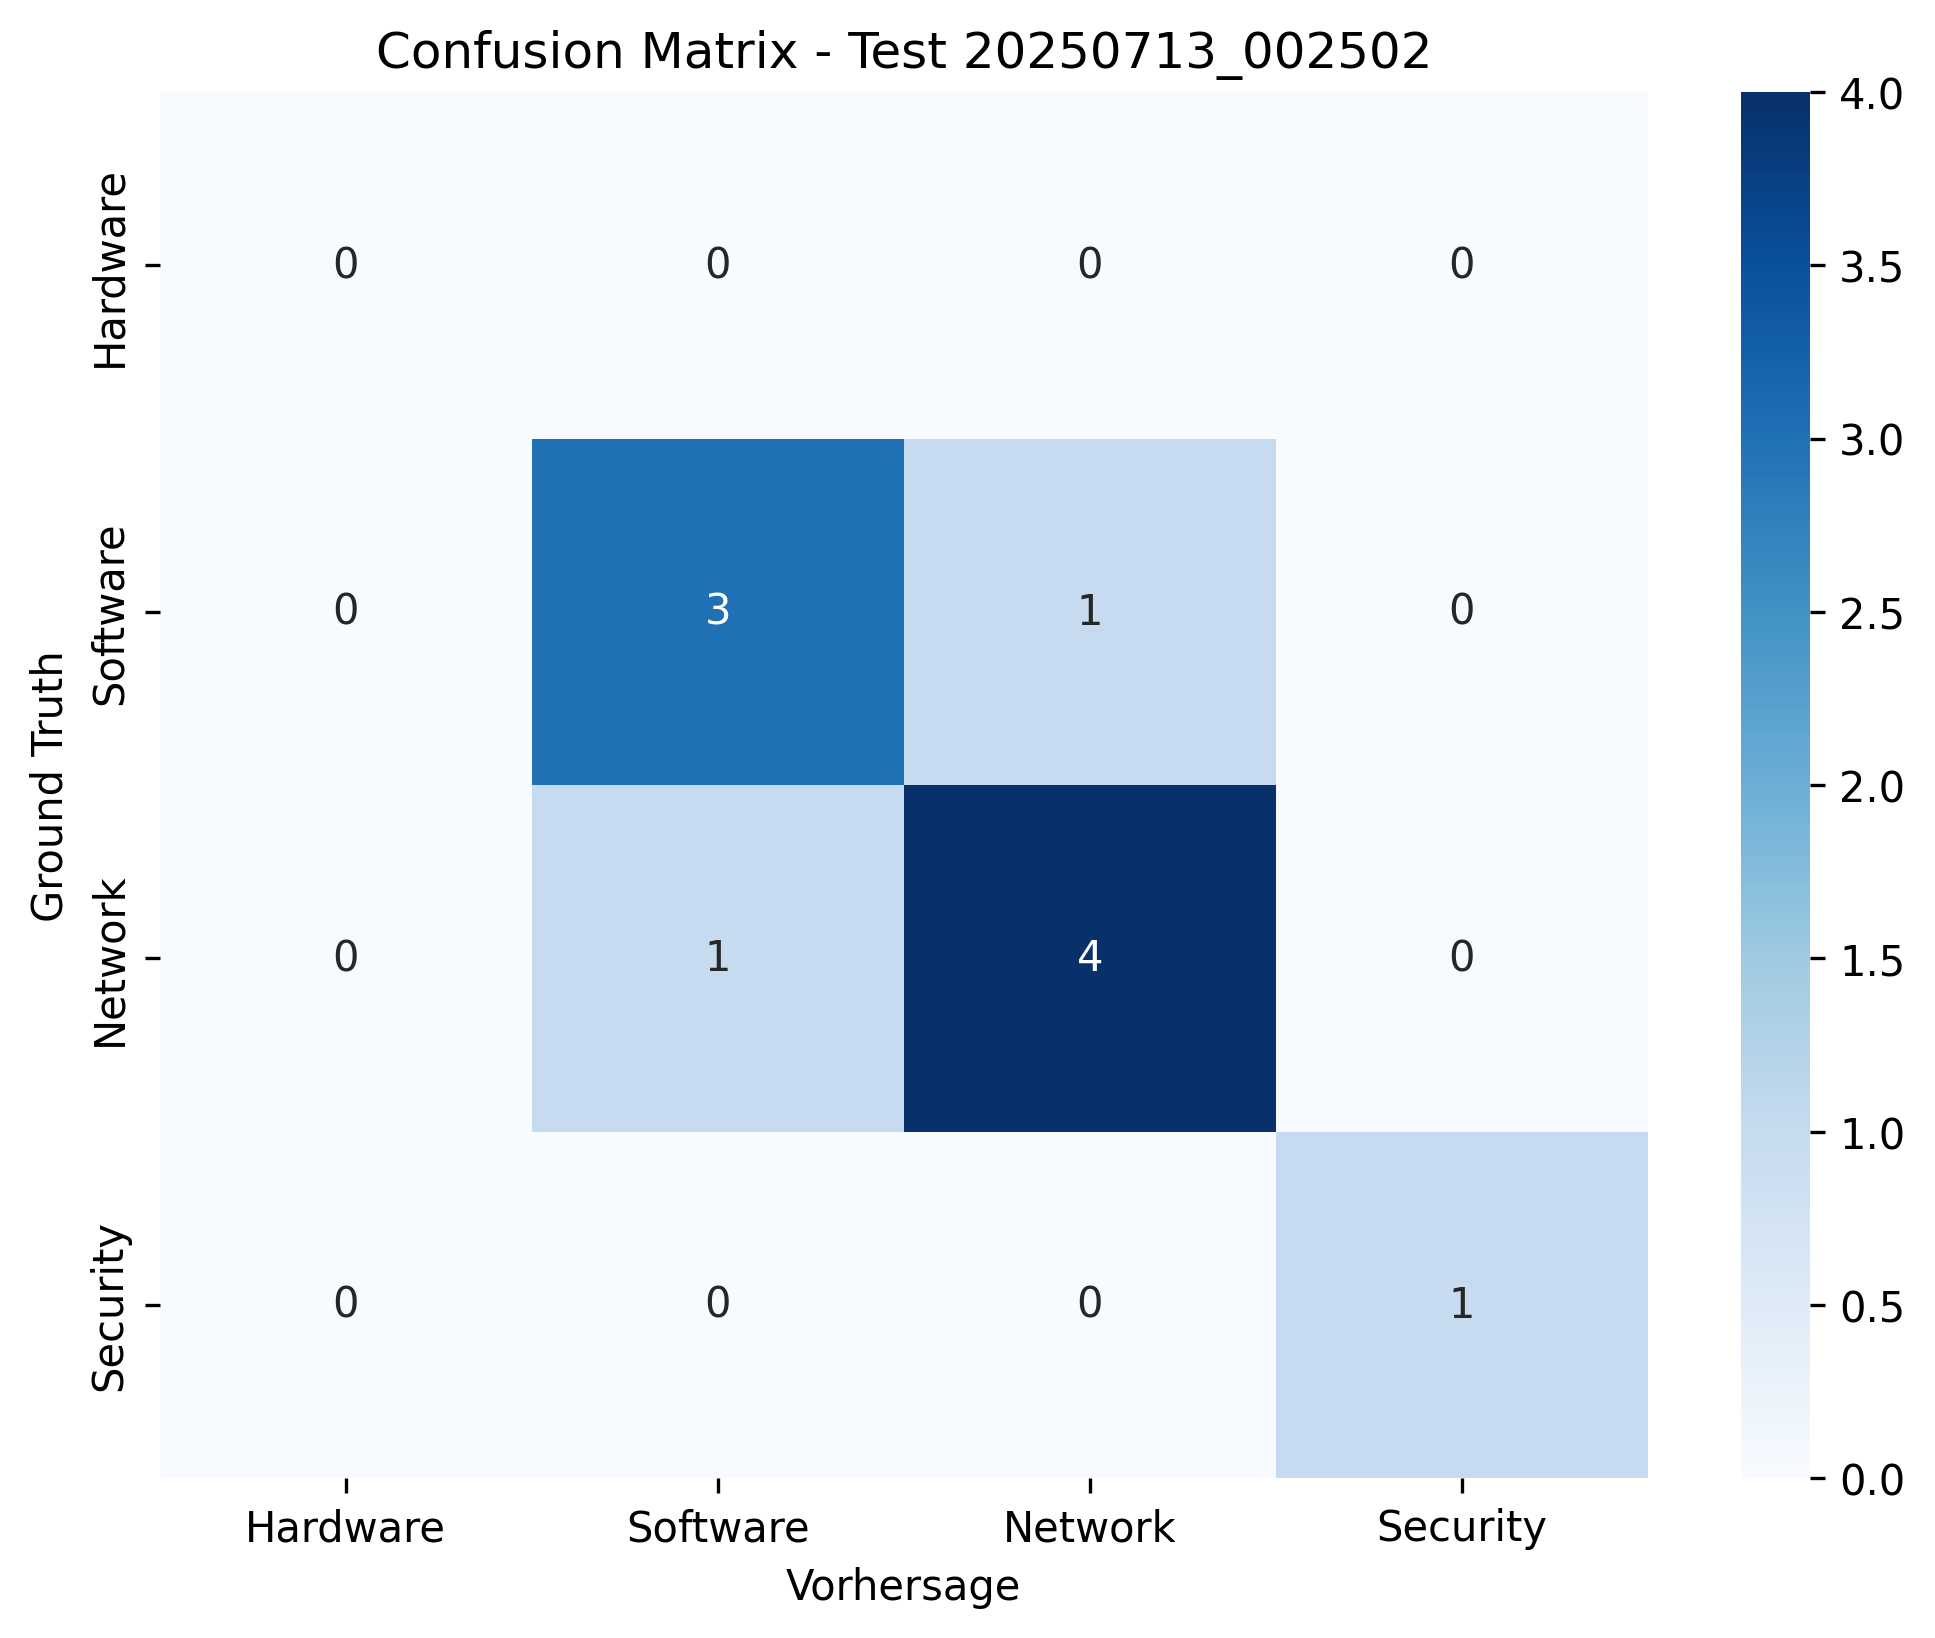 Confusion Matrix - Test 20250713_002502
Ground Truth
Hardware
0 0 0 0
Software
0 3 1 0
Network
0 1 4 0
Security
0 0 0 1
Hardware Software Network Security
Vorhersage
4.0
3.5
3.0
2.5
2.0
1.5
1.0
0.5
0.0